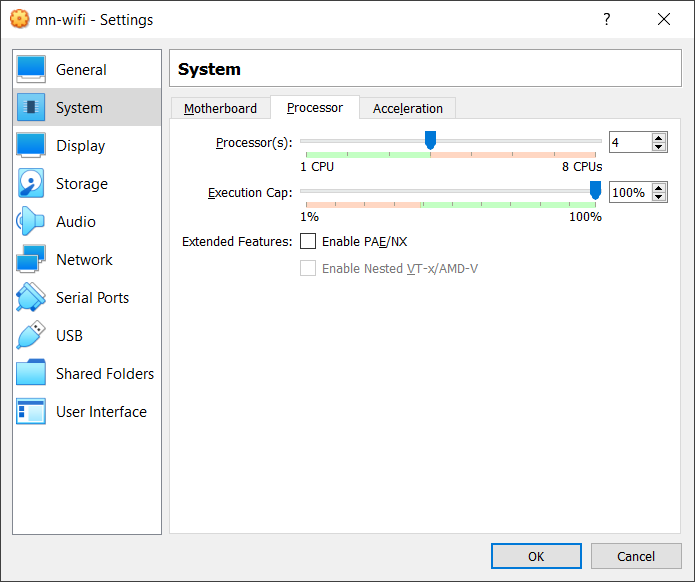 mn-wifi - Settings
?
General
System
Display
Storage
Audio
Network
Serial Ports
USB
Shared Folders
User Interface
System
Motherboard
Processor
Acceleration
Processor(s):
4
1 CPU
8 CPUs
Execution Cap:
100%
1%
100%
Extended Features:
Enable PAE/NX
Enable Nested VT-x/AMD-V
OK
Cancel